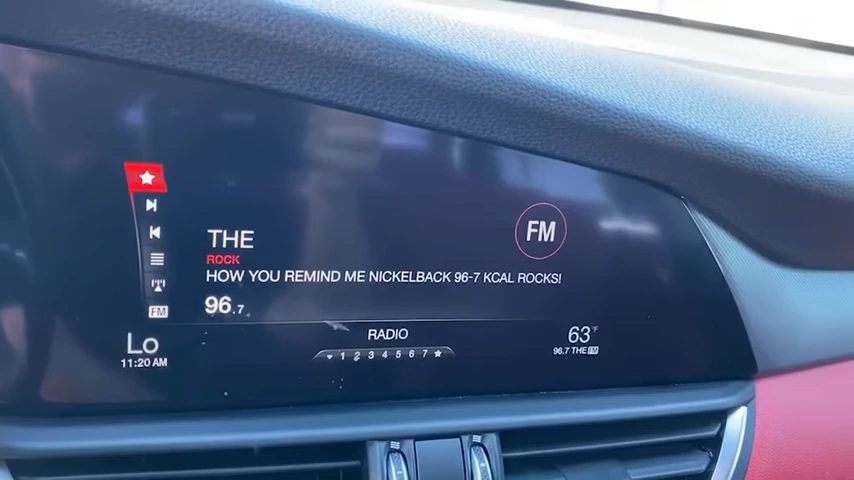 THE
FM
ROCK
HOW YOU REMIND ME NICKELBACK 96-7 KCAL ROCKS!
96.7
FM
RADIO
1 2 3 4 5 6 7
Lo
11:20 AM
63°F
96.7 THE FM